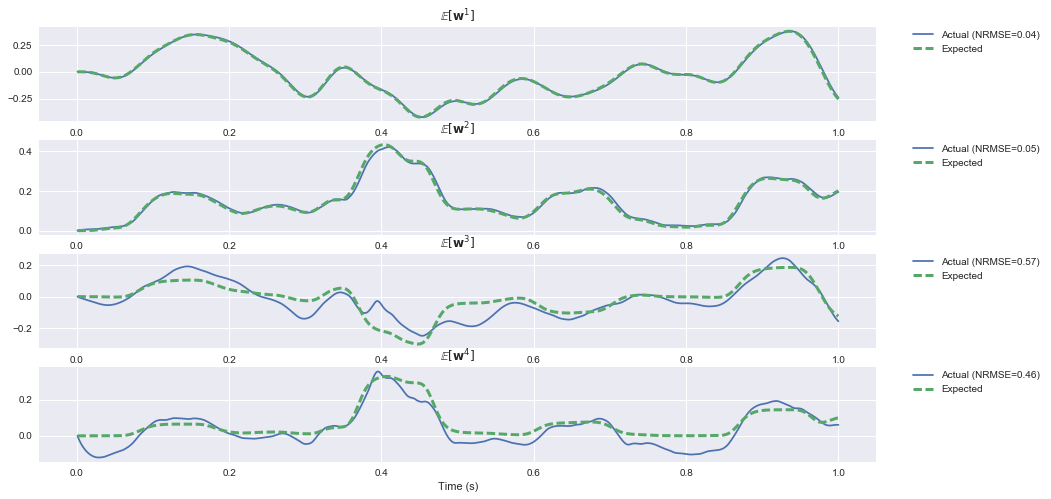 𝔼[w¹]
0.25
0.00
−0.25
0.0 0.2 0.4 0.6 0.8 1.0
Actual (NRMSE=0.04)
Expected
𝔼[w²]
0.4
0.2
0.0
0.0 0.2 0.4 0.6 0.8 1.0
Actual (NRMSE=0.05)
Expected
𝔼[w³]
0.2
0.0
−0.2
0.0 0.2 0.4 0.6 0.8 1.0
Actual (NRMSE=0.57)
Expected
𝔼[w⁴]
0.2
0.0
0.0 0.2 0.4 0.6 0.8 1.0
Time (s)
Actual (NRMSE=0.46)
Expected